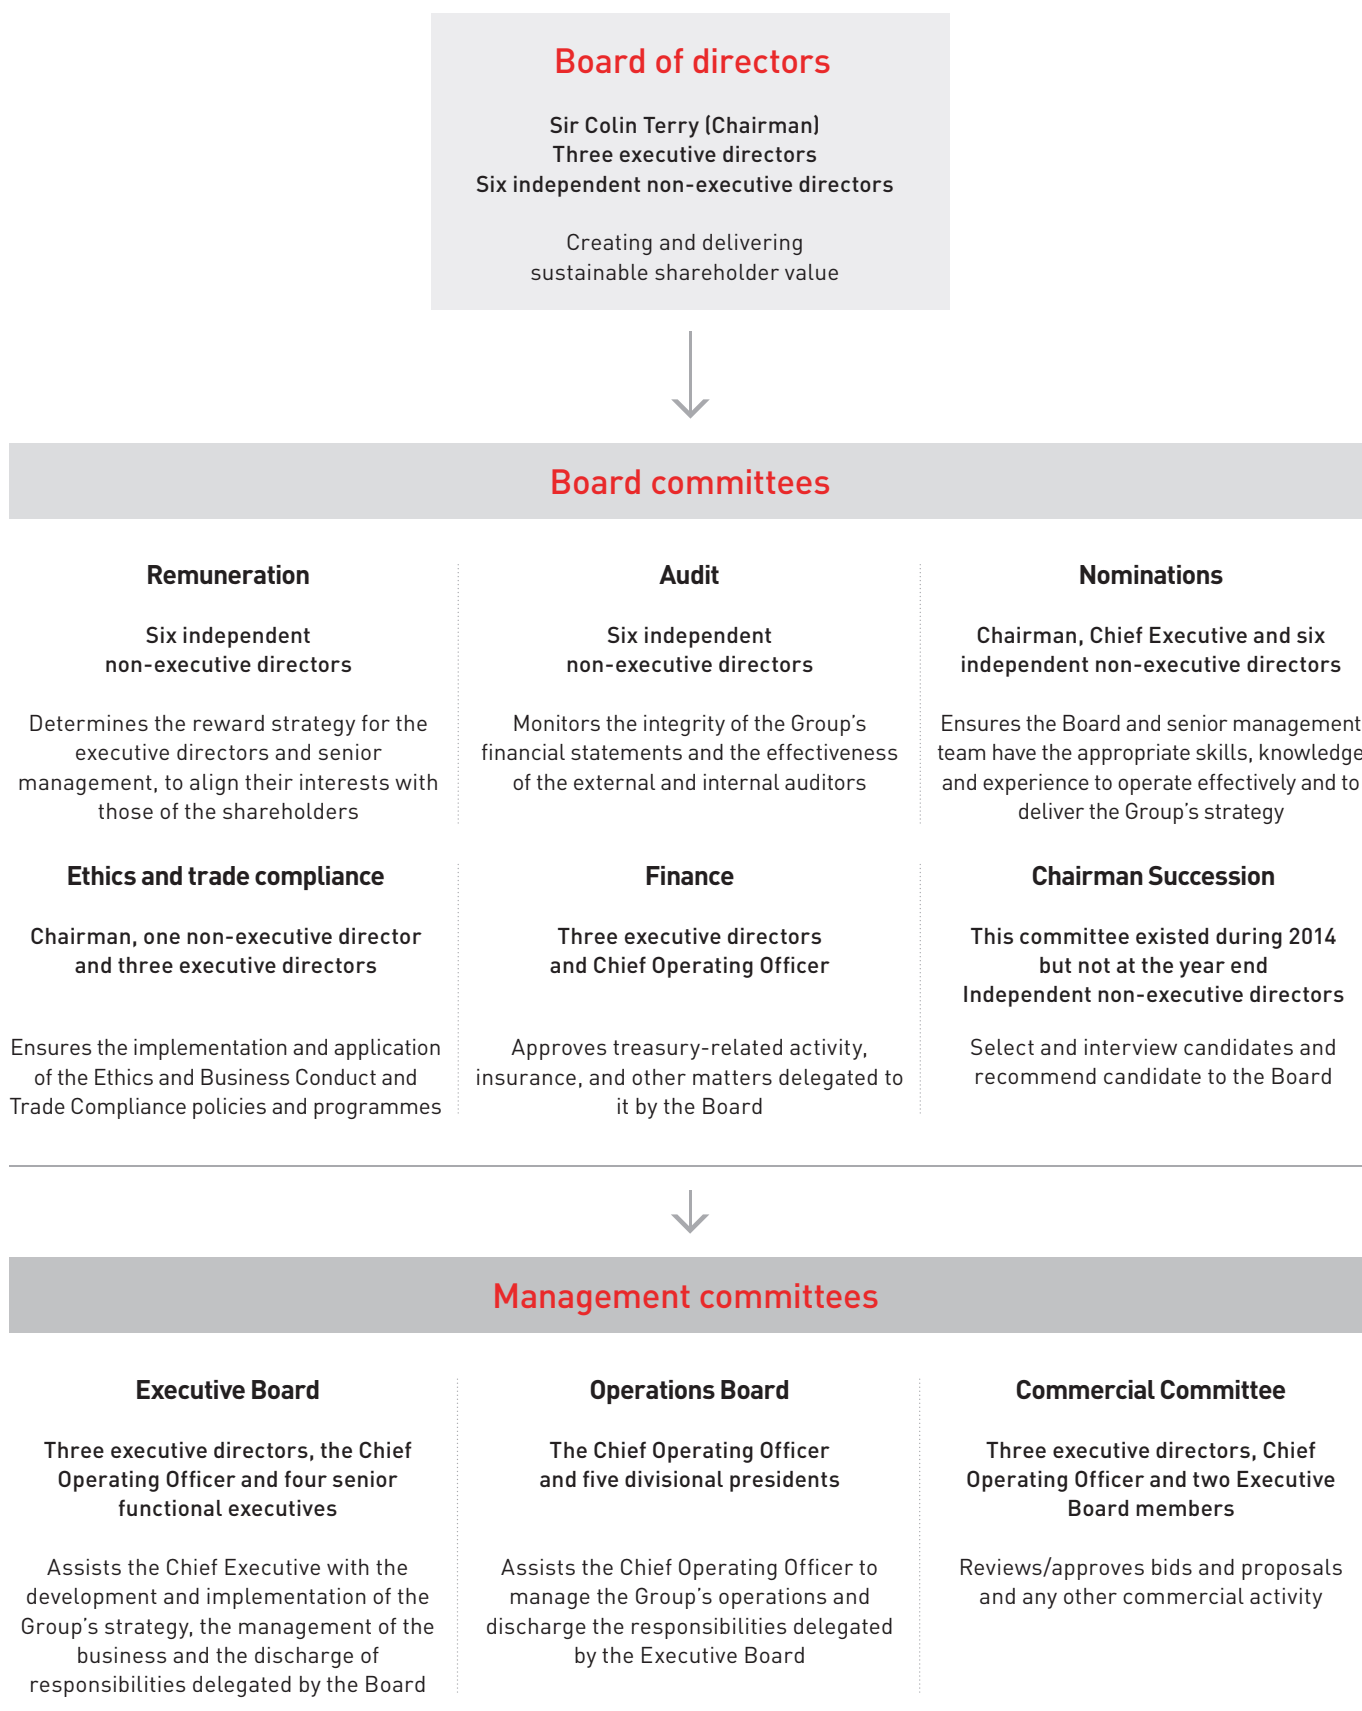 Board of directors
Sir Colin Terry (Chairman)
Three executive directors
Six independent non-executive directors
Creating and delivering
sustainable shareholder value
Board committees
Remuneration
Six independent
non-executive directors
Determines the reward strategy for the
executive directors and senior
management, to align their interests with
those of the shareholders
Audit
Six independent
non-executive directors
Monitors the integrity of the Group's
financial statements and the effectiveness
of the external and internal auditors
Nominations
Chairman, Chief Executive and six
independent non-executive directors
Ensures the Board and senior management
team have the appropriate skills, knowledge
and experience to operate effectively and to
deliver the Group's strategy
Ethics and trade compliance
Chairman, one non-executive director
and three executive directors
Ensures the implementation and application
of the Ethics and Business Conduct and
Trade Compliance policies and programmes
Finance
Three executive directors
and Chief Operating Officer
Approves treasury-related activity,
insurance, and other matters delegated to
it by the Board
Chairman Succession
This committee existed during 2014
but not at the year end
Independent non-executive directors
Select and interview candidates and
recommend candidate to the Board
Management committees
Executive Board
Three executive directors, the Chief
Operating Officer and four senior
functional executives
Assists the Chief Executive with the
development and implementation of the
Group's strategy, the management of the
business and the discharge of
responsibilities delegated by the Board
Operations Board
The Chief Operating Officer
and five divisional presidents
Assists the Chief Operating Officer to
manage the Group's operations and
discharge the responsibilities delegated
by the Executive Board
Commercial Committee
Three executive directors, Chief
Operating Officer and two Executive
Board members
Reviews/approves bids and proposals
and any other commercial activity